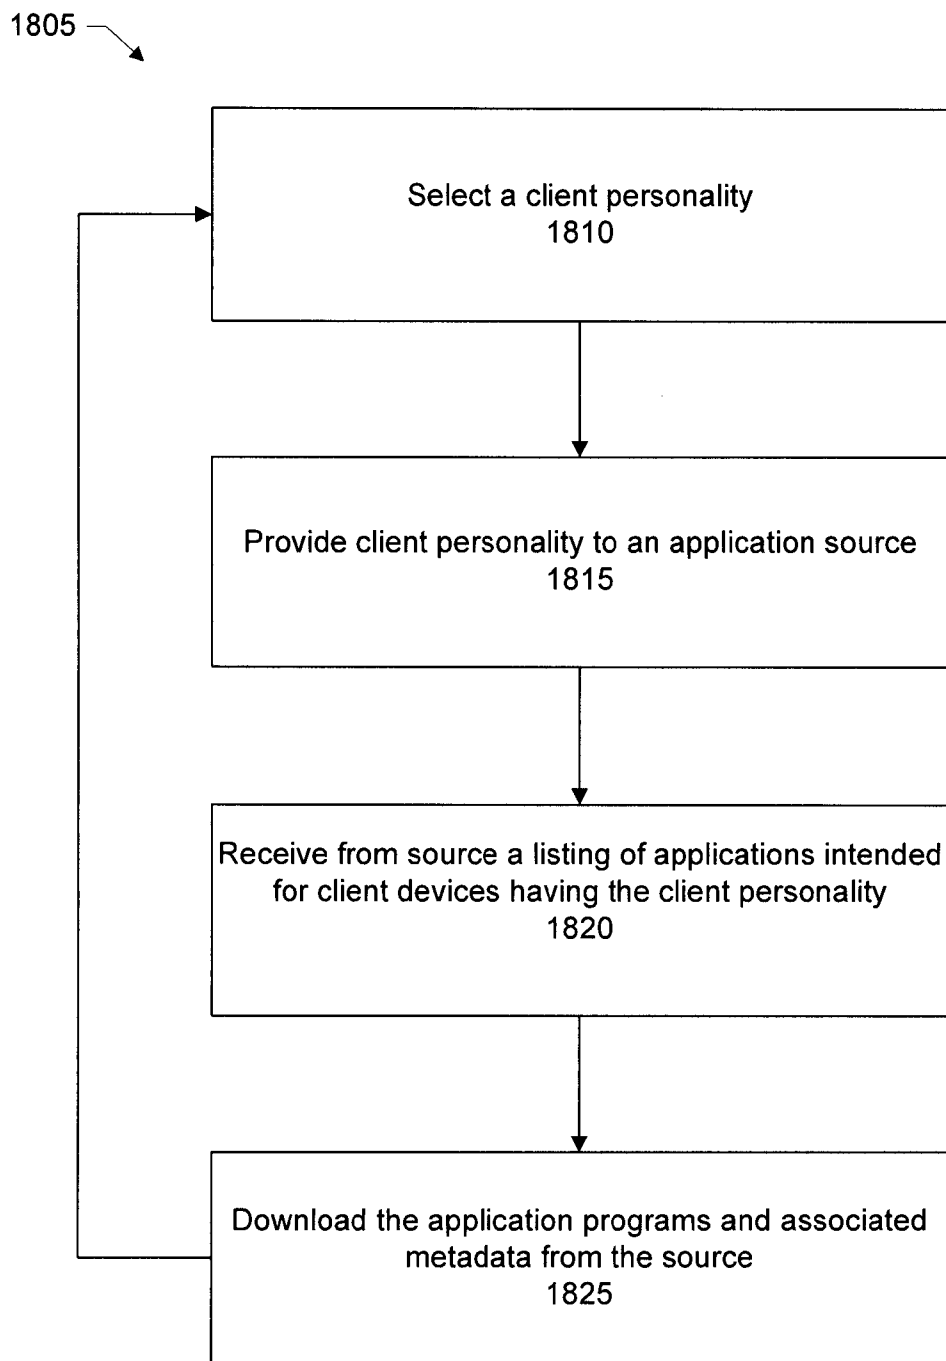 1805
Select a client personality
1810
Provide client personality to an application source
1815
Receive from source a listing of applications intended
for client devices having the client personality
1820
Download the application programs and associated
metadata from the source
1825